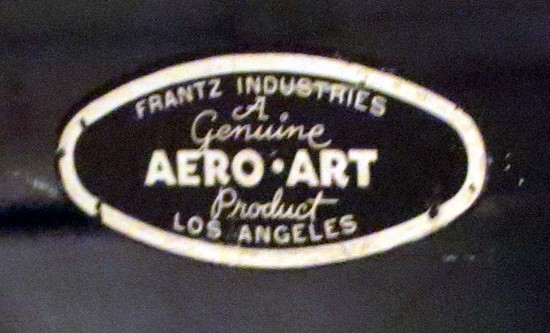 FRANTZ INDUSTRIES
A
Genuine
AERO•ART
Product
LOS ANGELES